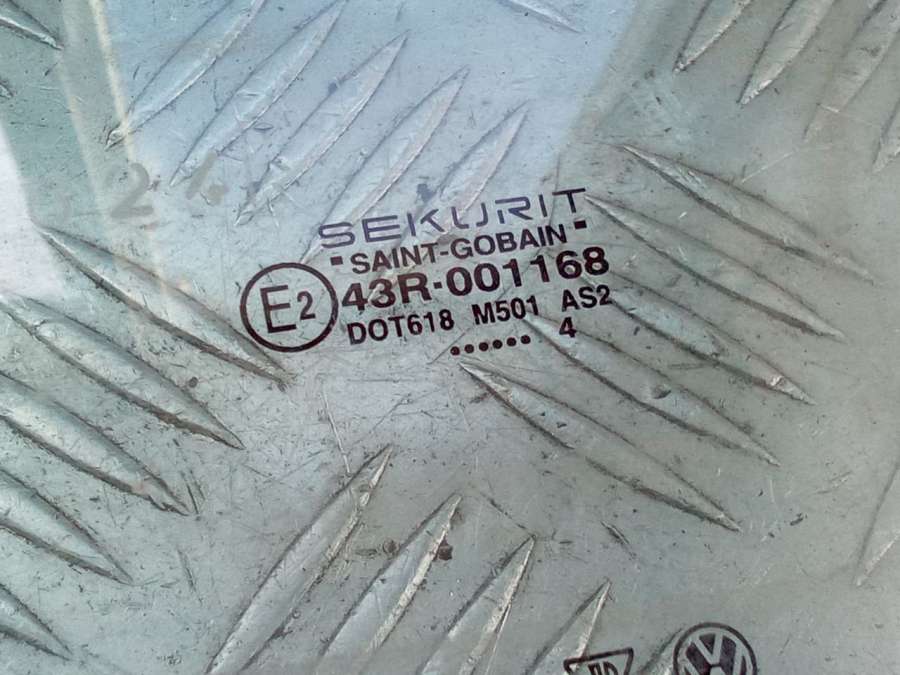 SEKURIT
SAINT-GOBAIN
E2 43R-001168
DOT618 M501 AS2
...... 4